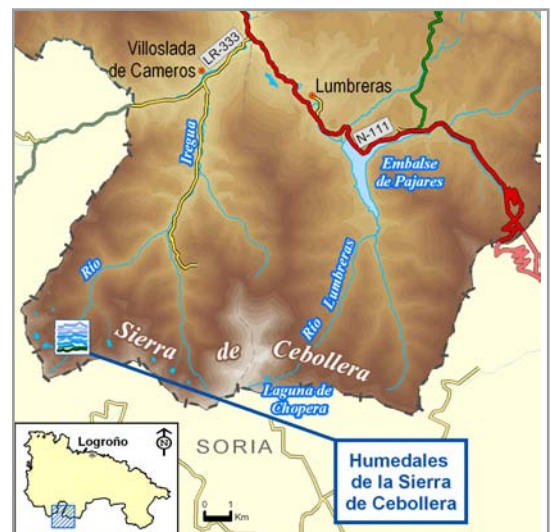 Villoslada
de Cameros
LR-333
Lumbreras
N-111
Iregua
Embalse
de Pajares
Río
Río
Lumbreras
Sierra de Cebollera
Laguna de
Chopera
SORIA
Logroño
N
0 1
Km
Humedales
de la Sierra
de Cebollera